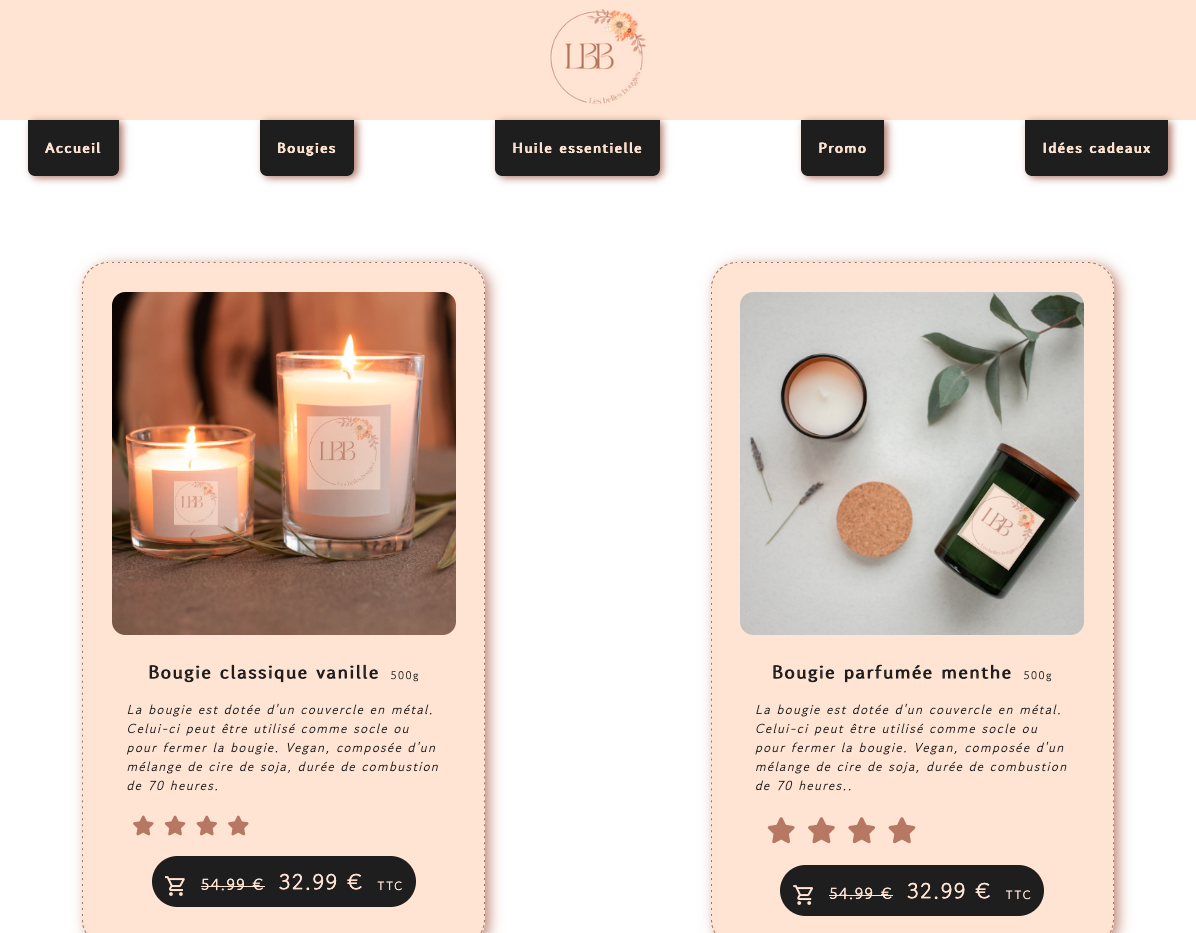 LBB
Les belles bougies
Accueil
Bougies
Huile essentielle
Promo
Idées cadeaux
LBB
LBB
LBB
Bougie classique vanille 500g
La bougie est dotée d'un couvercle en métal.
Celui-ci peut être utilisé comme socle ou
pour fermer la bougie. Vegan, composée d'un
mélange de cire de soja, durée de combustion
de 70 heures.
54.99 € 32.99 € TTC
Bougie parfumée menthe 500g
La bougie est dotée d'un couvercle en métal.
Celui-ci peut être utilisé comme socle ou
pour fermer la bougie. Vegan, composée d'un
mélange de cire de soja, durée de combustion
de 70 heures..
54.99 € 32.99 € TTC